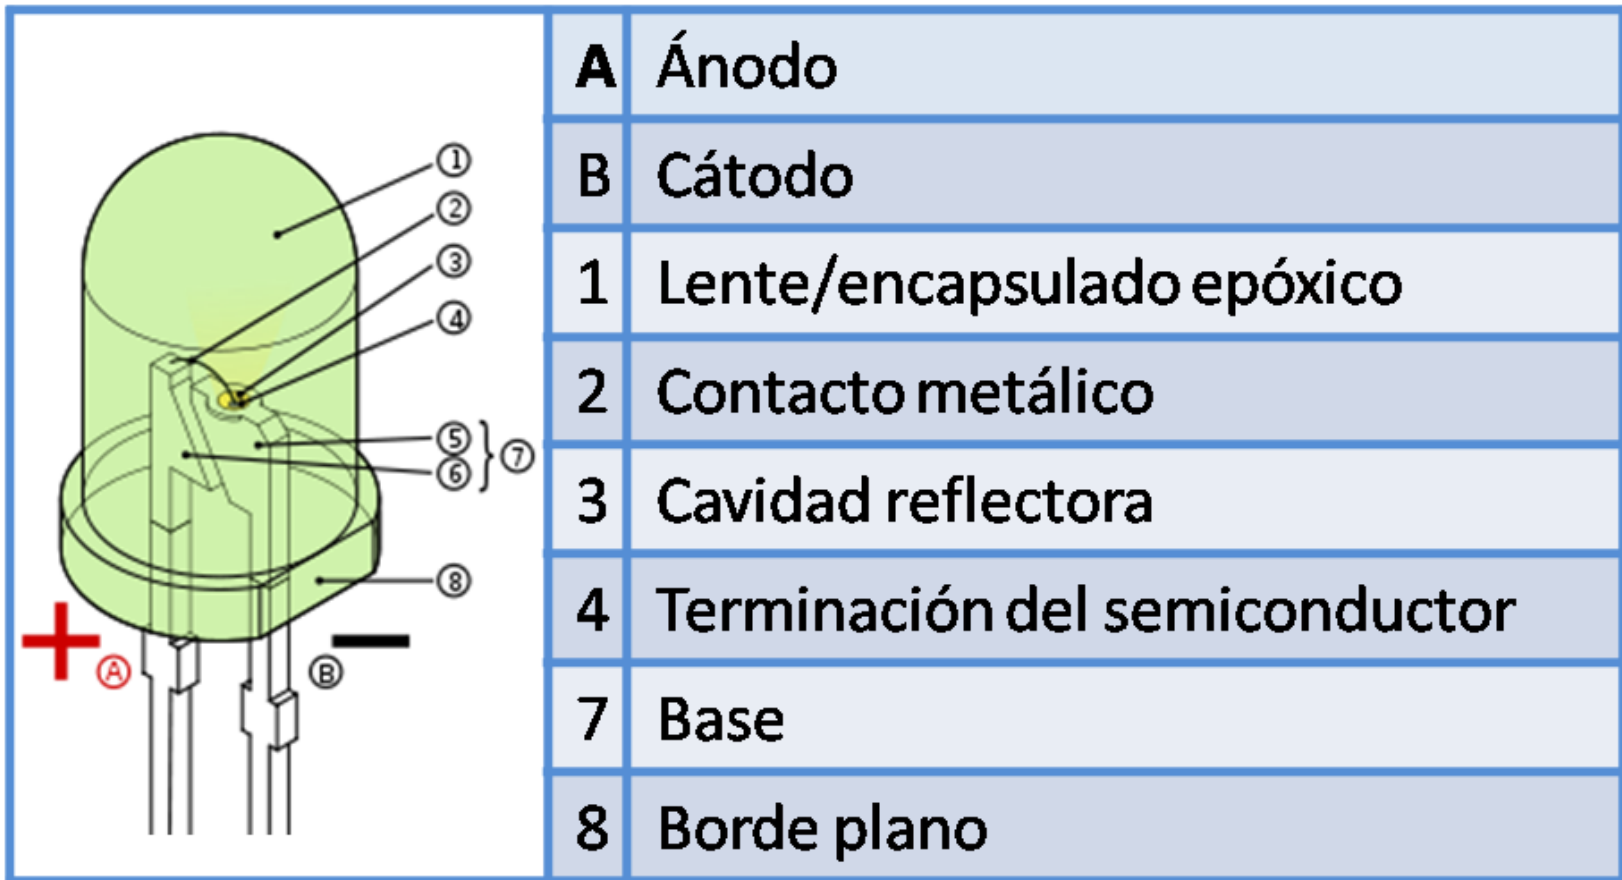 ①
②
③
④
⑤
⑥
⑦
⑧
+
Ⓐ
Ⓑ
−
A Ánodo
B Cátodo
1 Lente/encapsulado epóxico
2 Contacto metálico
3 Cavidad reflectora
4 Terminación del semiconductor
7 Base
8 Borde plano